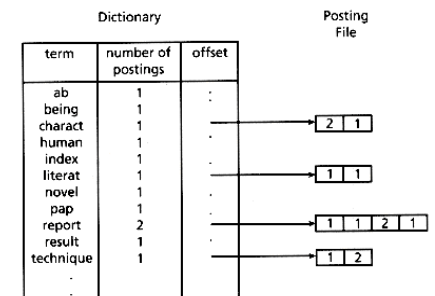 Dictionary Posting
File
term number of offset
postings
ab 1
being 1
charact 1 2 1
human 1
index 1
literat 1 1 1
novel 1
pap 1
report 2 1 1 2 1
result 1
technique 1 1 2